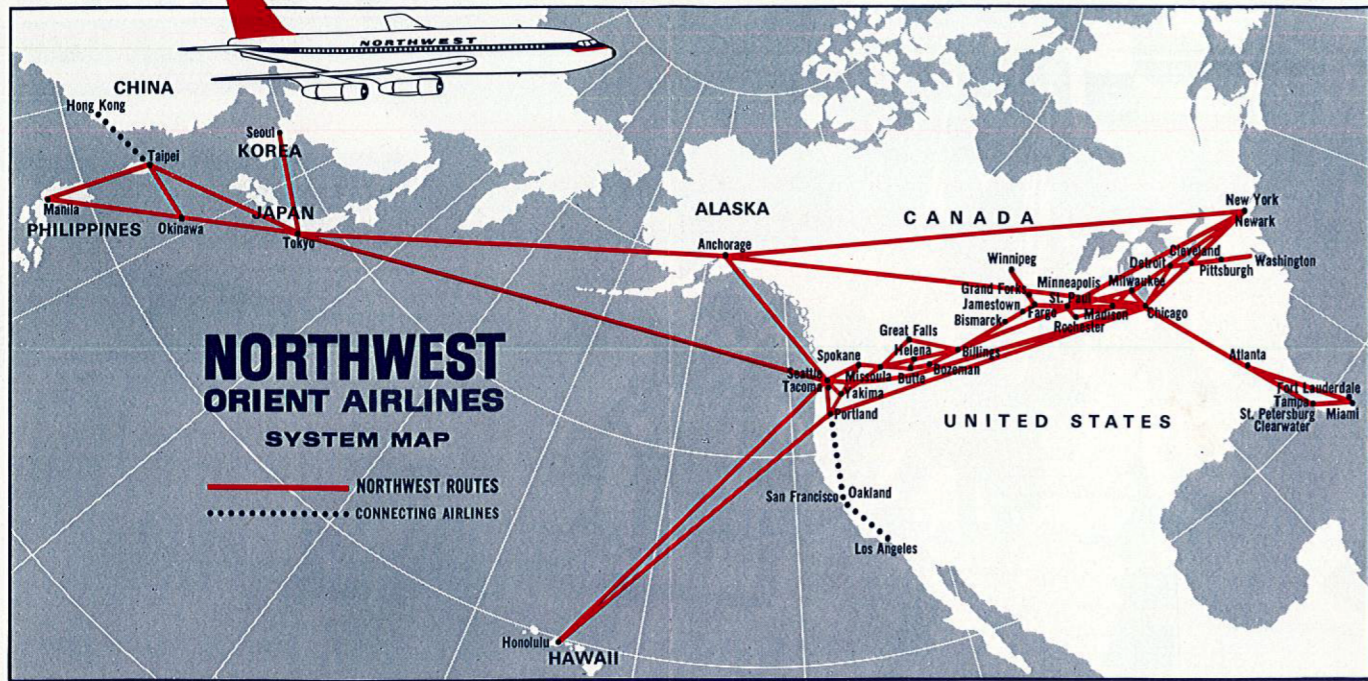 NORTHWEST
CHINA
Hong Kong
Taipei
Seoul
KOREA
Manila
PHILIPPINES
Okinawa
JAPAN
Tokyo
ALASKA
Anchorage
CANADA
New York
Newark
Winnipeg
Cleveland
Detroit
Pittsburgh
Washington
Minneapolis
Milwaukee
Grand Forks
St. Paul
Jamestown
Fargo
Madison
Chicago
Bismarck
Rochester
Great Falls
Helena
Billings
Spokane
Missoula
Butte
Bozeman
Seattle
Tacoma
Yakima
Portland
Atlanta
Fort Lauderdale
Tampa
Miami
St. Petersburg
Clearwater
UNITED STATES
NORTHWEST
ORIENT AIRLINES
SYSTEM MAP
NORTHWEST ROUTES
CONNECTING AIRLINES
San Francisco
Oakland
Los Angeles
Honolulu
HAWAII